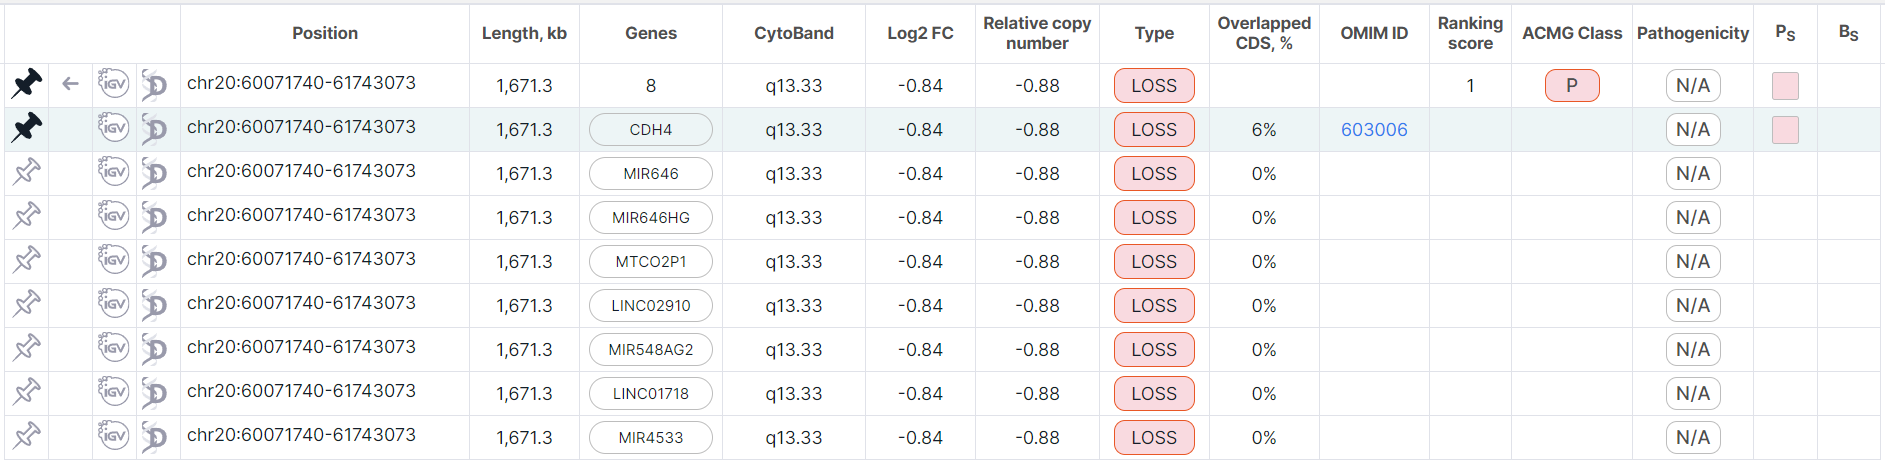 Position Length, kb Genes CytoBand Log2 FC Relative copy number Type Overlapped CDS, % OMIM ID Ranking score ACMG Class Pathogenicity PS BS
IGV D chr20:60071740-61743073 1,671.3 8 q13.33 -0.84 -0.88 LOSS 1 P N/A
IGV D chr20:60071740-61743073 1,671.3 CDH4 q13.33 -0.84 -0.88 LOSS 6% 603006 N/A
IGV D chr20:60071740-61743073 1,671.3 MIR646 q13.33 -0.84 -0.88 LOSS 0% N/A
IGV D chr20:60071740-61743073 1,671.3 MIR646HG q13.33 -0.84 -0.88 LOSS 0% N/A
IGV D chr20:60071740-61743073 1,671.3 MTCO2P1 q13.33 -0.84 -0.88 LOSS 0% N/A
IGV D chr20:60071740-61743073 1,671.3 LINC02910 q13.33 -0.84 -0.88 LOSS 0% N/A
IGV D chr20:60071740-61743073 1,671.3 MIR548AG2 q13.33 -0.84 -0.88 LOSS 0% N/A
IGV D chr20:60071740-61743073 1,671.3 LINC01718 q13.33 -0.84 -0.88 LOSS 0% N/A
IGV D chr20:60071740-61743073 1,671.3 MIR4533 q13.33 -0.84 -0.88 LOSS 0% N/A